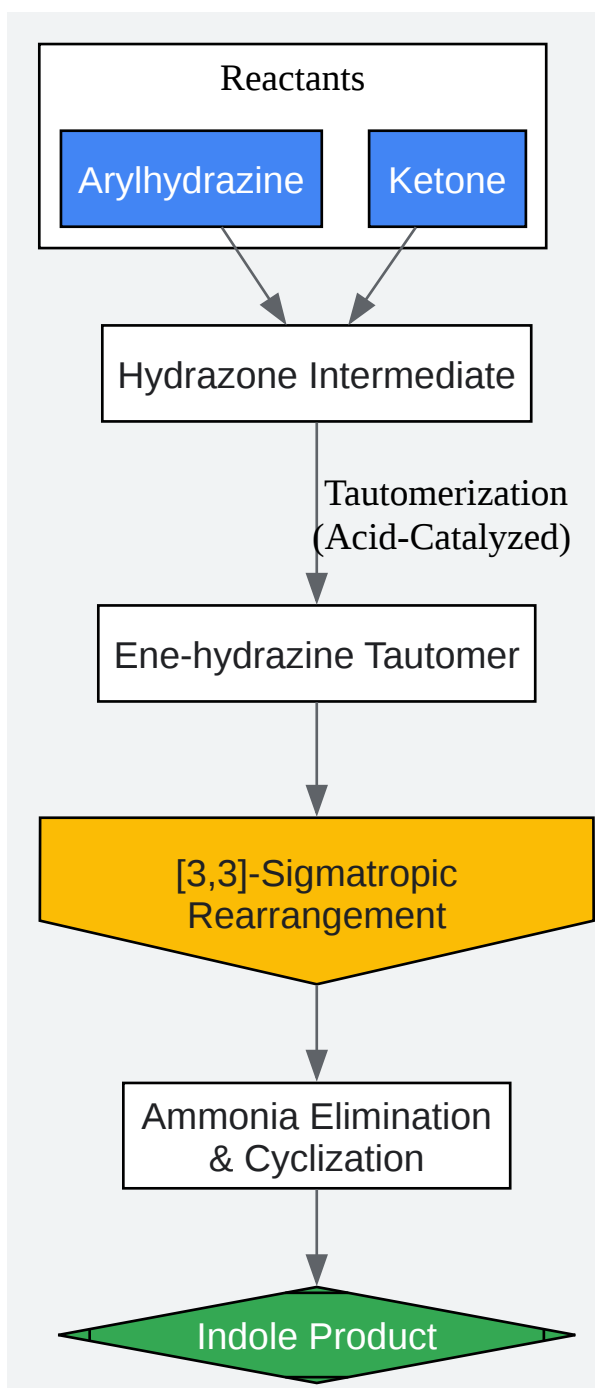 Reactants
Arylhydrazine
Ketone
Hydrazone Intermediate
Tautomerization
(Acid-Catalyzed)
Ene-hydrazine Tautomer
[3,3]-Sigmatropic
Rearrangement
Ammonia Elimination
& Cyclization
Indole Product